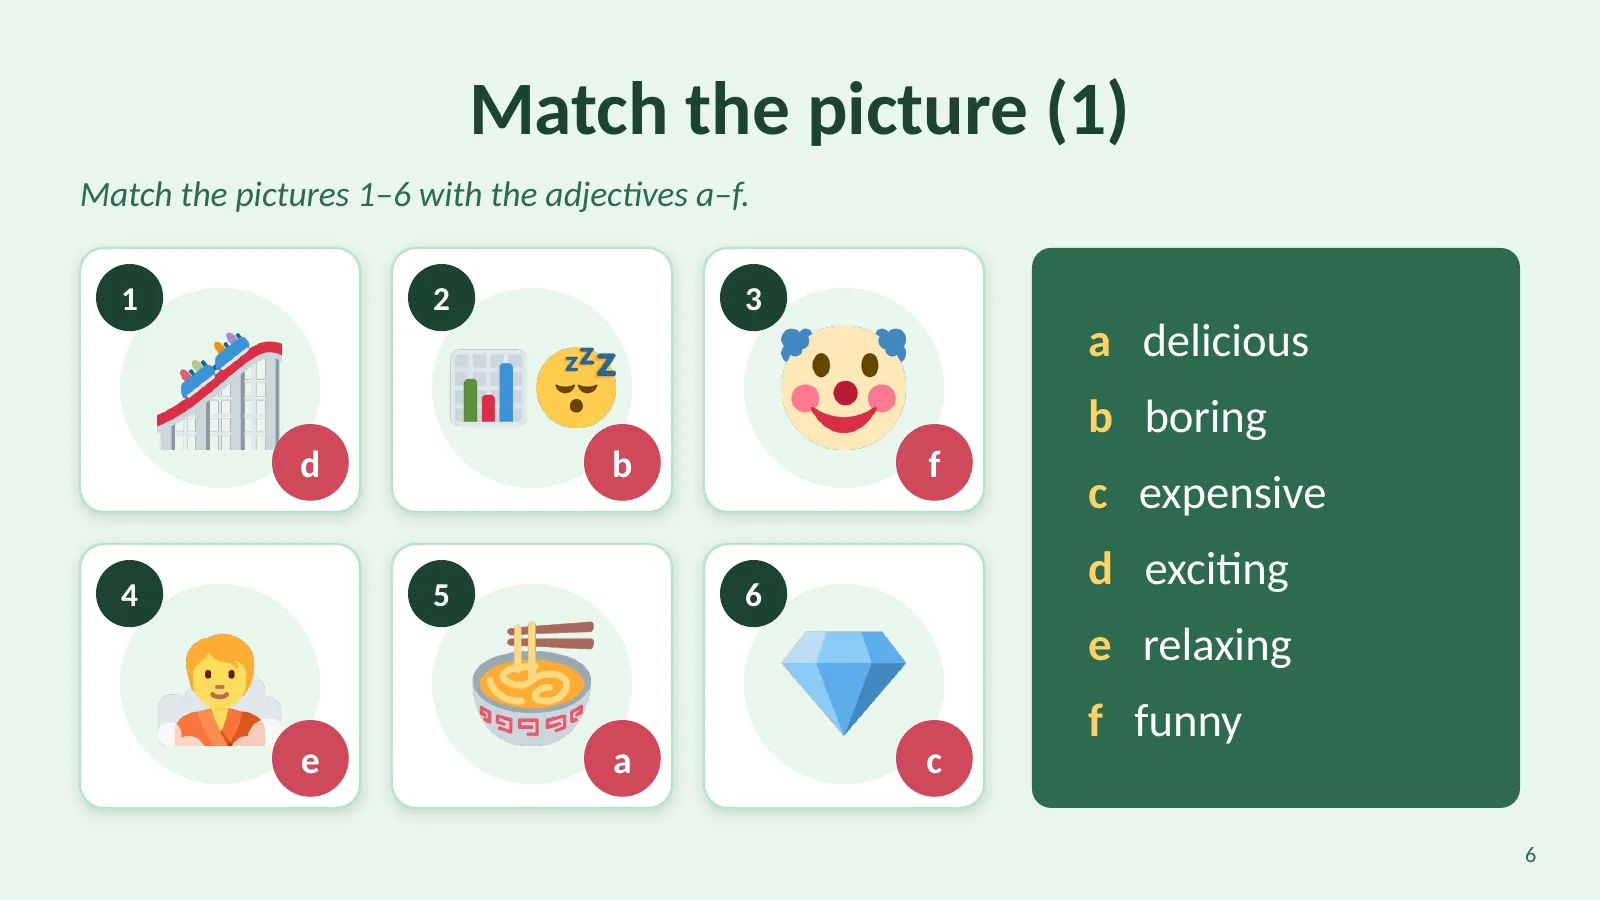 Match the picture (1)
Match the pictures 1–6 with the adjectives a–f.
1
d
2
zzz
b
3
f
4
e
5
a
6
c
a delicious
b boring
c expensive
d exciting
e relaxing
f funny
6